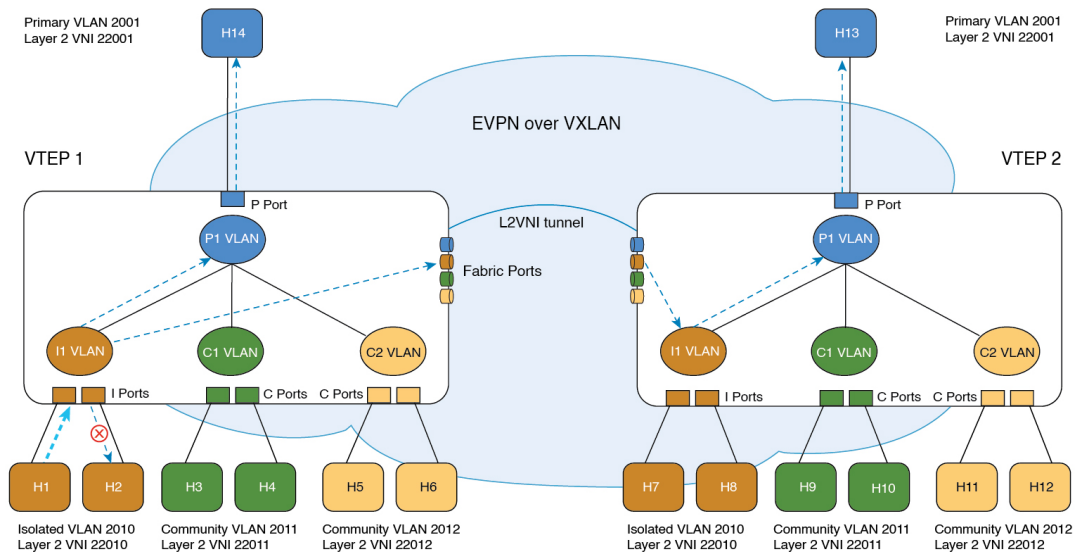 Primary VLAN 2001
Layer 2 VNI 22001
H14
H13
Primary VLAN 2001
Layer 2 VNI 22001
EVPN over VXLAN
VTEP 1
VTEP 2
P Port
P Port
L2VNI tunnel
P1 VLAN
P1 VLAN
Fabric Ports
I1 VLAN
C1 VLAN
C2 VLAN
I1 VLAN
C1 VLAN
C2 VLAN
I Ports
C Ports
C Ports
I Ports
C Ports
C Ports
H1
H2
H3
H4
H5
H6
H7
H8
H9
H10
H11
H12
Isolated VLAN 2010
Layer 2 VNI 22010
Community VLAN 2011
Layer 2 VNI 22011
Community VLAN 2012
Layer 2 VNI 22012
Isolated VLAN 2010
Layer 2 VNI 22010
Community VLAN 2011
Layer 2 VNI 22011
Community VLAN 2012
Layer 2 VNI 22012